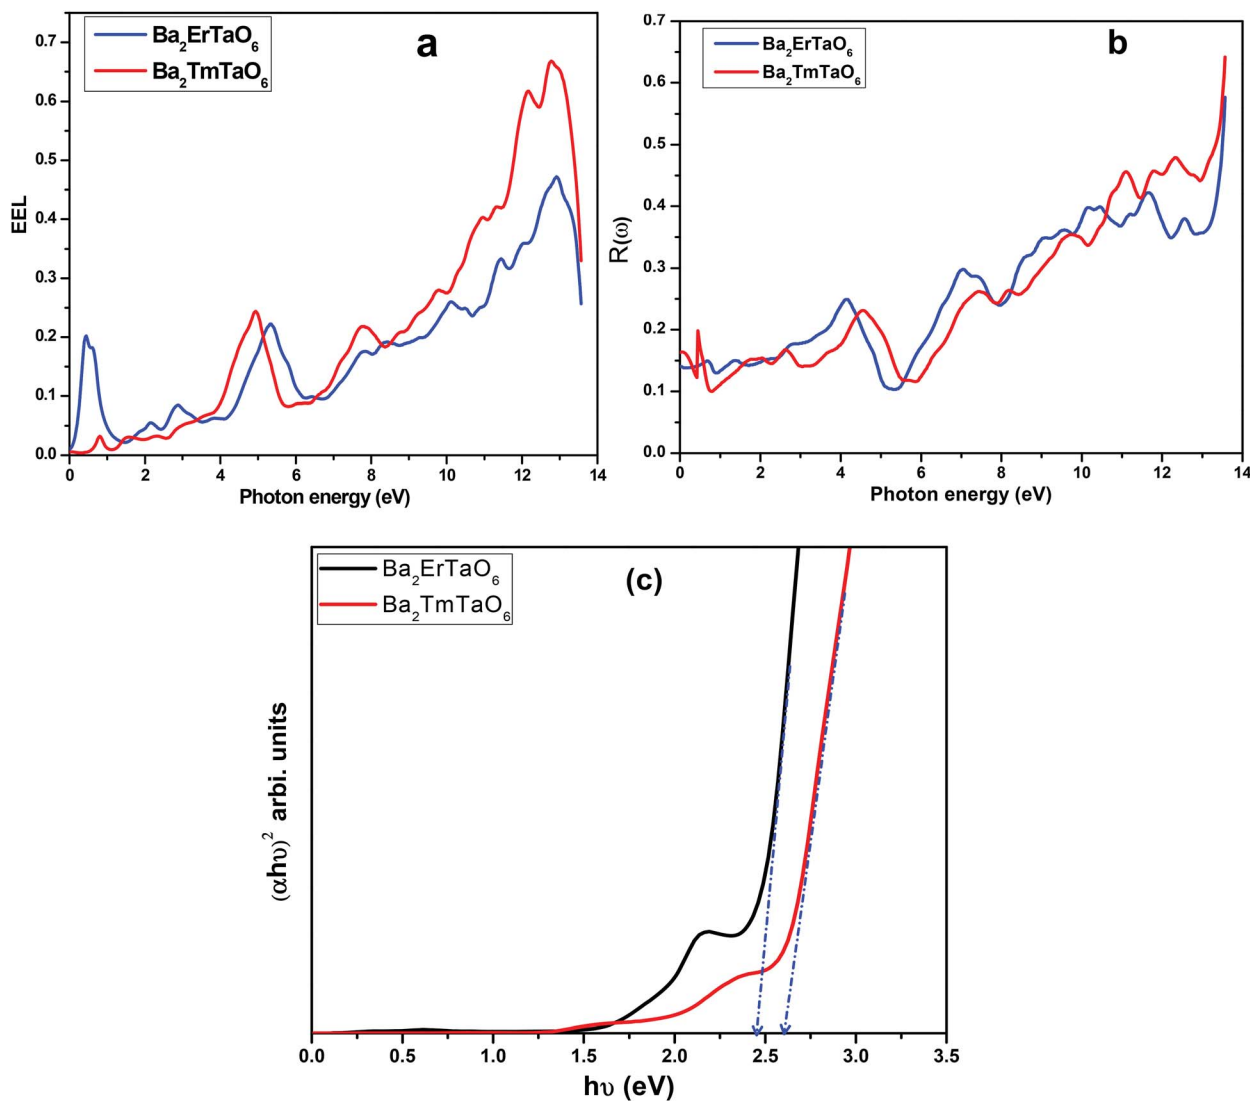 a
Ba₂ErTaO₆
Ba₂TmTaO₆
EEL
0.7
0.6
0.5
0.4
0.3
0.2
0.1
0.0
0 2 4 6 8 10 12 14
Photon energy (eV)
b
Ba₂ErTaO₆
Ba₂TmTaO₆
R(ω)
0.7
0.6
0.5
0.4
0.3
0.2
0.1
0.0
0 2 4 6 8 10 12 14
Photon energy (eV)
(c)
Ba₂ErTaO₆
Ba₂TmTaO₆
(αhυ)² arbi. units
0.0 0.5 1.0 1.5 2.0 2.5 3.0 3.5
hυ (eV)